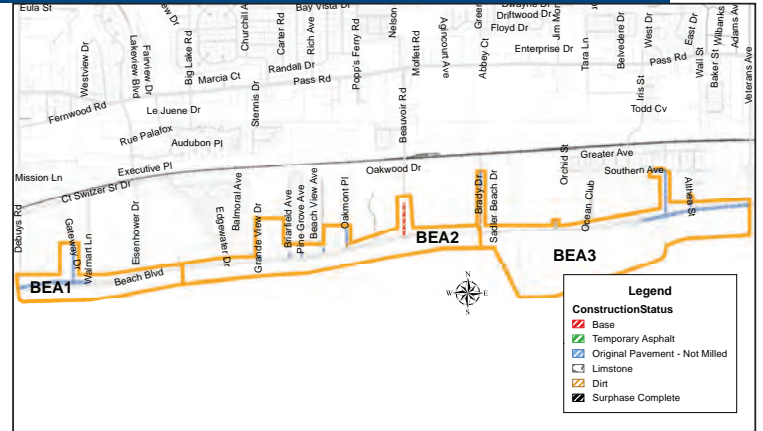 Eula St
Bay Vista Dr
Driftwood Dr
Floyd Dr
Enterprise Dr
Westview Dr
Lakeview Blvd
Fairview Dr
Big Lake Rd
Churchill A
Carter Rd
Rich Ave
Popp's Ferry Rd
Nelson
Moffett Rd
Agincourt Ave
Green
Abbey Ct
Jim Mon
Tara Ln
Belvedere Dr
West Dr
East Dr
Wall St
Baker St
Wilbanks
Adams Av
Veterans Ave
Pass Rd
Marcia Ct
Randall Dr
Pass Rd
Stennis Dr
Beauvoir Rd
Iris St
Todd Cv
Fernwood Rd
Le Juene Dr
Rue Palafox
Audubon Pl
Mission Ln
Executive Pl
Oakwood Dr
Orchid St
Greater Ave
Southern Ave
Ct Switzer Sr Dr
Debuys Rd
Gateway Dr
Walmart Ln
Eisenhower Dr
Edgewater Dr
Balmoral Ave
Grande View Dr
Briarfield Ave
Pine Grove Ave
Beach View Ave
Oakmont Pl
Brady Dr
Sadler Beach Dr
Ocean Club
Althea St
BEA1
Beach Blvd
BEA2
BEA3
N
W
E
S
Legend
ConstructionStatus
Base
Temporary Asphalt
Original Pavement - Not Milled
Limstone
Dirt
Surphase Complete